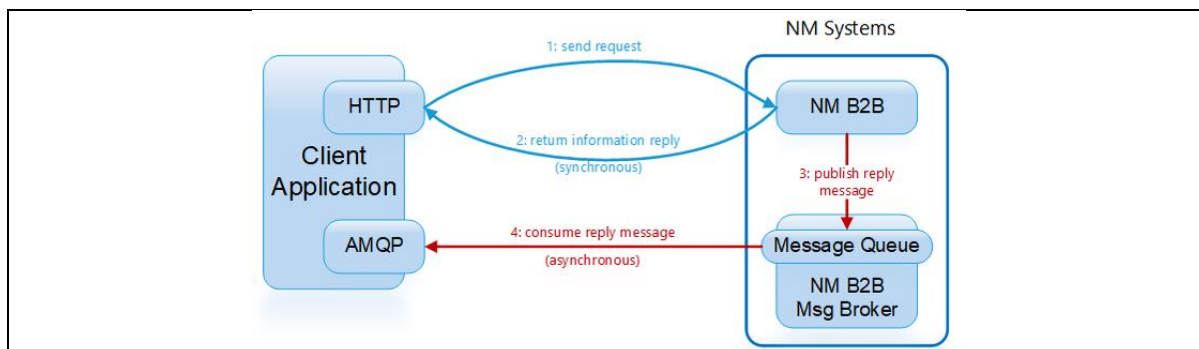 NM Systems
1: send request
HTTP
NM B2B
2: return information reply
(synchronous)
Client
Application
3: publish reply
message
4: consume reply message
AMQP
(asynchronous)
Message Queue
NM B2B
Msg Broker